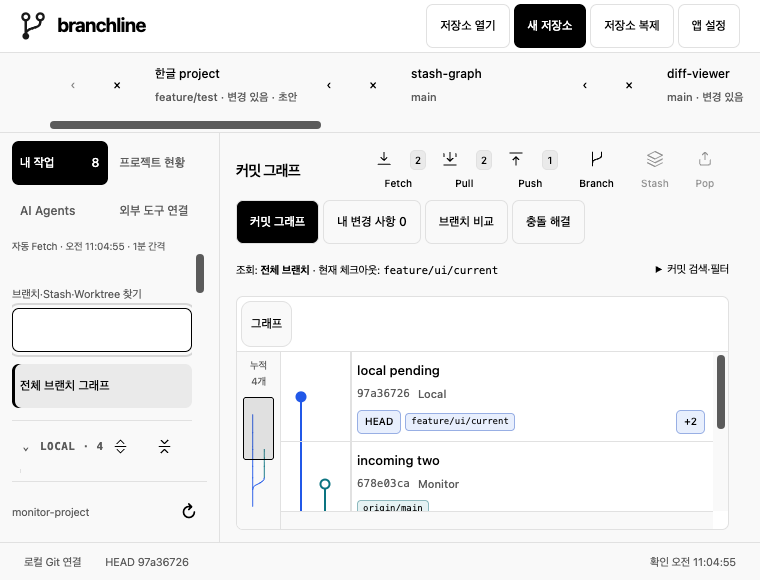 branchline
저장소 열기
새 저장소
저장소 복제
앱 설정
한글 project
feature/test · 변경 있음 · 초안
stash-graph
main
diff-viewer
main · 변경 있음
내 작업 8
프로젝트 현황
AI Agents
외부 도구 연결
자동 Fetch · 오전 11:04:55 · 1분 간격
브랜치·Stash·Worktree 찾기
전체 브랜치 그래프
LOCAL · 4
monitor-project
커밋 그래프
2
Fetch
2
Pull
1
Push
Branch
Stash
Pop
커밋 그래프
내 변경 사항 0
브랜치 비교
충돌 해결
조회: 전체 브랜치 · 현재 체크아웃: feature/ui/current
▶ 커밋 검색·필터
그래프
누적
4개
local pending
97a36726 Local
HEAD
feature/ui/current
+2
incoming two
678e03ca Monitor
origin/main
로컬 Git 연결
HEAD 97a36726
확인 오전 11:04:55